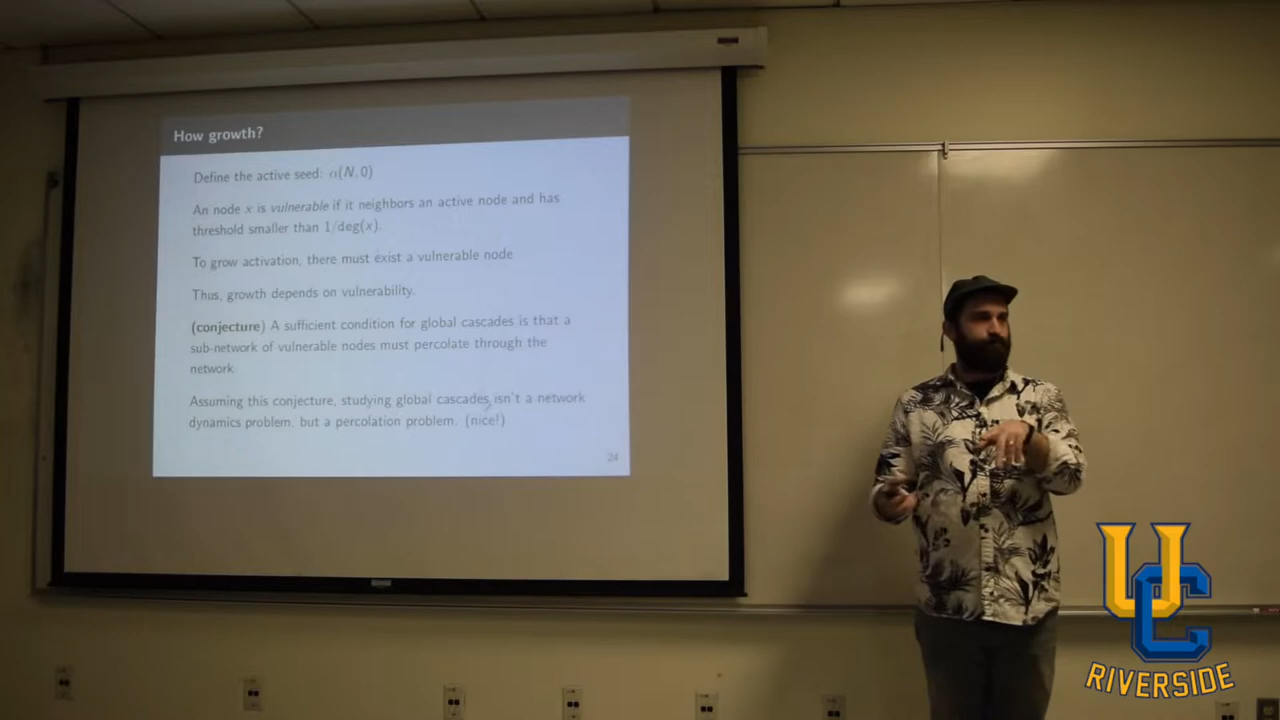 How growth?
Define the active seed: α(N, 0)
An node x is vulnerable if it neighbors an active node and has
threshold smaller than 1/deg(x).
To grow activation, there must exist a vulnerable node
Thus, growth depends on vulnerability.
(conjecture) A sufficient condition for global cascades is that a
sub-network of vulnerable nodes must percolate through the
network.
Assuming this conjecture, studying global cascades isn't a network
dynamics problem, but a percolation problem. (nice!)
24
UC
RIVERSIDE